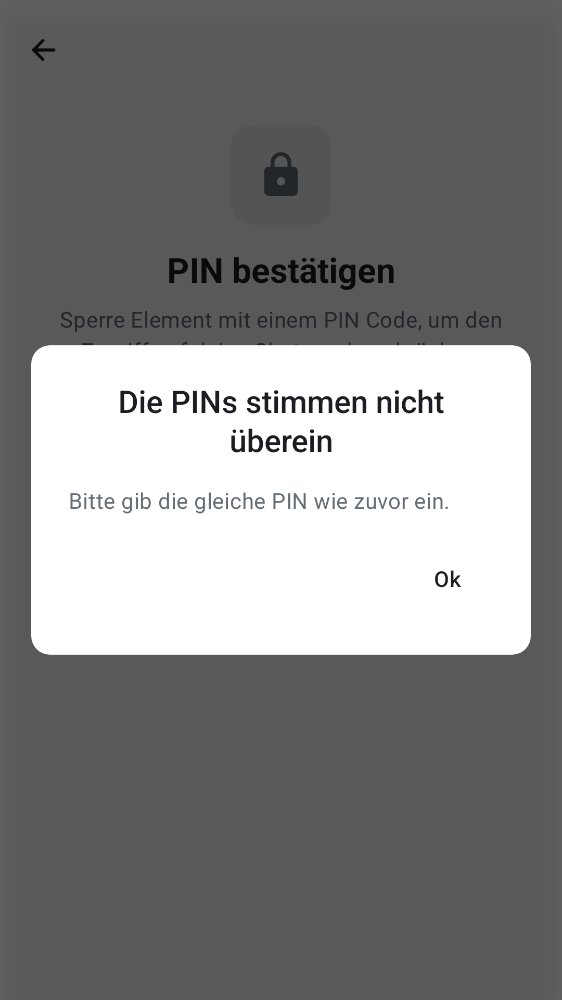 PIN bestätigen
Sperre Element mit einem PIN Code, um den
Die PINs stimmen nicht
überein
Bitte gib die gleiche PIN wie zuvor ein.
Ok